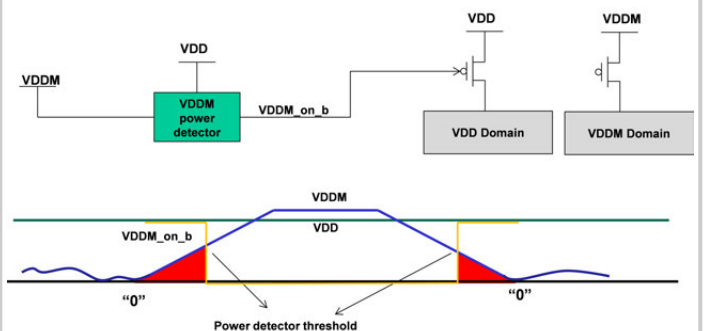 VDD
VDDM
VDD
VDDM
VDDM
power
detector
VDDM_on_b
VDD Domain
VDDM Domain
VDDM
VDD
VDDM_on_b
"0"
"0"
Power detector threshold